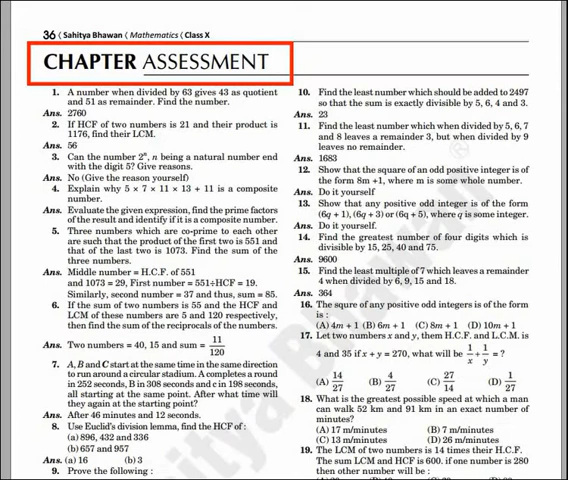 36 ⟨ Sahitya Bhawan ⟨ Mathematics ⟨ Class X
CHAPTER ASSESSMENT
1. A number when divided by 63 gives 43 as quotient
and 51 as remainder. Find the number.
Ans. 2760
2. If HCF of two numbers is 21 and their product is
1176, find their LCM.
Ans. 56
3. Can the number 2ⁿ, n being a natural number end
with the digit 5? Give reasons.
Ans. No (Give the reason yourself)
4. Explain why 5 × 7 × 11 × 13 + 11 is a composite
number.
Ans. Evaluate the given expression, find the prime factors
of the result and identify if it is a composite number.
5. Three numbers which are co-prime to each other
are such that the product of the first two is 551 and
that of the last two is 1073. Find the sum of the
three numbers.
Ans. Middle number = H.C.F. of 551
and 1073 = 29, First number = 551÷HCF = 19.
Similarly, second number = 37 and thus, sum = 85.
6. If the sum of two numbers is 55 and the HCF and
LCM of these numbers are 5 and 120 respectively,
then find the sum of the reciprocals of the numbers.
Ans. Two numbers = 40, 15 and sum = 11/120
7. A, B and C start at the same time in the same direction
to run around a circular stadium. A completes a round
in 252 seconds, B in 308 seconds and c in 198 seconds,
all starting at the same point. After what time will
they again at the starting point?
Ans. After 46 minutes and 12 seconds.
8. Use Euclid's division lemma, find the HCF of :
(a) 896, 432 and 336
(b) 657 and 957
Ans. (a) 16 (b) 3
9. Prove the following :
10. Find the least number which should be added to 2497
so that the sum is exactly divisible by 5, 6, 4 and 3.
Ans. 23
11. Find the least number which when divided by 5, 6, 7
and 8 leaves a remainder 3, but when divided by 9
leaves no remainder.
Ans. 1683
12. Show that the square of an odd positive integer is of
the form 8m +1, where m is some whole number.
Ans. Do it yourself
13. Show that any positive odd integer is of the form
(6q + 1), (6q + 3) or (6q + 5), where q is some integer.
Ans. Do it yourself.
14. Find the greatest number of four digits which is
divisible by 15, 25, 40 and 75.
Ans. 9600
15. Find the least multiple of 7 which leaves a remainder
4 when divided by 6, 9, 15 and 18.
Ans. 364
16. The squre of any positive odd integers is of the form
is :
(A) 4m + 1 (B) 6m + 1 (C) 8m + 1 (D) 10m + 1
17. Let two numbers x and y, them H.C.F. and L.C.M. is
4 and 35 if x + y = 270, what will be 1/x + 1/y = ?
(A) 14/27 (B) 4/27 (C) 27/14 (D) 1/27
18. What is the greatest possible speed at which a man
can walk 52 km and 91 km in an exact number of
minutes?
(A) 17 m/minutes (B) 7 m/minutes
(C) 13 m/minutes (D) 26 m/minutes
19. The LCM of two numbers is 14 times their H.C.F.
The sum LCM and HCF is 600. if one number is 280
then other number will be :